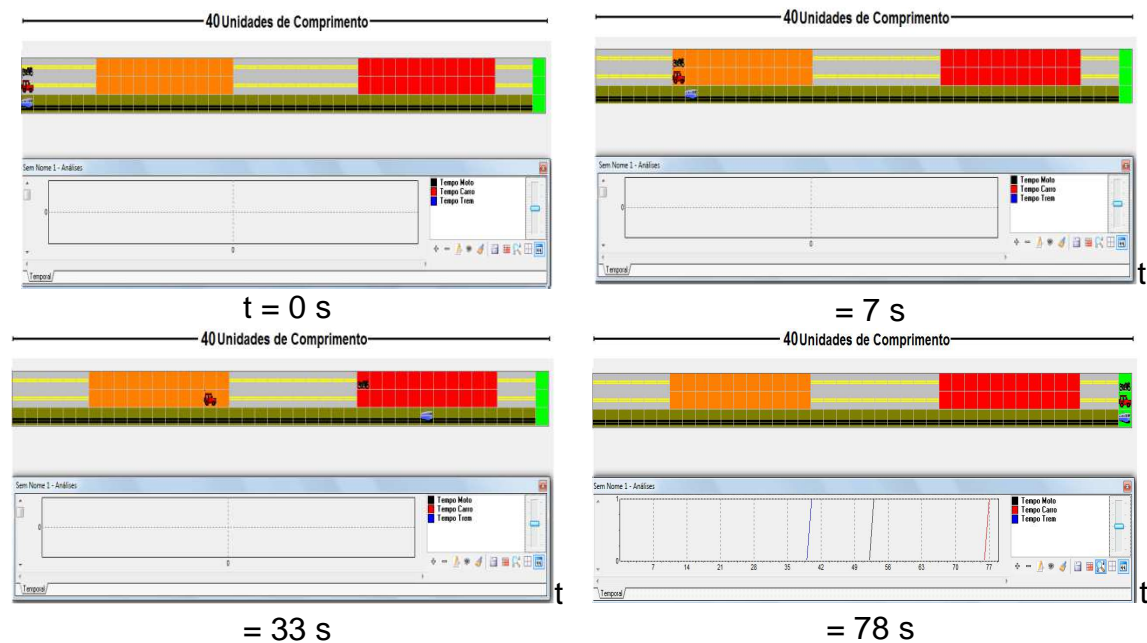 40 Unidades de Comprimento
Sem Nome 1 - Análises
Tempo Moto
Tempo Carro
Tempo Trem
0
0
Temporal
t = 0 s
40 Unidades de Comprimento
Sem Nome 1 - Análises
Tempo Moto
Tempo Carro
Tempo Trem
0
0
Temporal
t
= 7 s
40 Unidades de Comprimento
Sem Nome 1 - Análises
Tempo Moto
Tempo Carro
Tempo Trem
0
0
Temporal
t
= 33 s
40 Unidades de Comprimento
Sem Nome 1 - Análises
Tempo Moto
Tempo Carro
Tempo Trem
1
0
7 14 21 28 35 42 49 56 63 70 77
Temporal
t
= 78 s